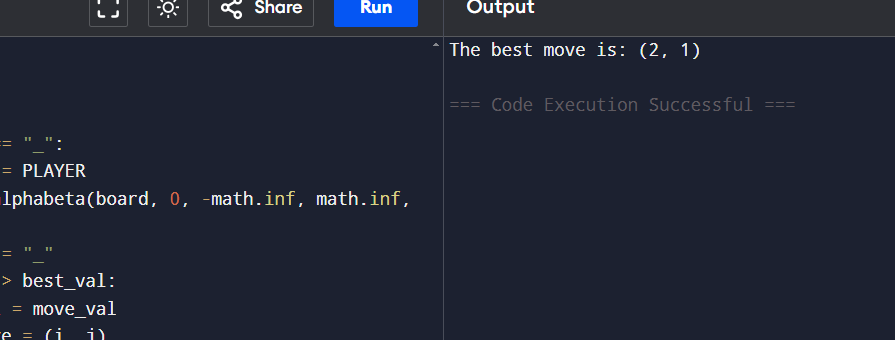 Share
Run
Output
The best move is: (2, 1)
=== Code Execution Successful ===
== "_":
= PLAYER
lphabeta(board, 0, -math.inf, math.inf,
= "_"
> best_val:
= move_val
= (i, j)